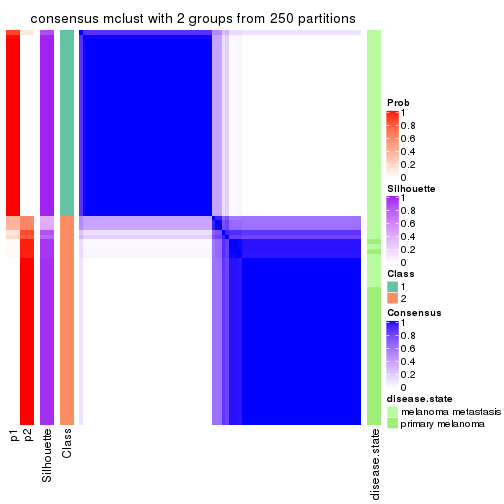 consensus mclust with 2 groups from 250 partitions
Prob
1
0.8
0.6
0.4
0.2
0
Silhouette
1
0.8
0.6
0.4
0.2
0
Class
1
2
Consensus
1
0.8
0.6
0.4
0.2
0
disease.state
melanoma metastasis
primary melanoma
p1
p2
Silhouette
Class
disease.state